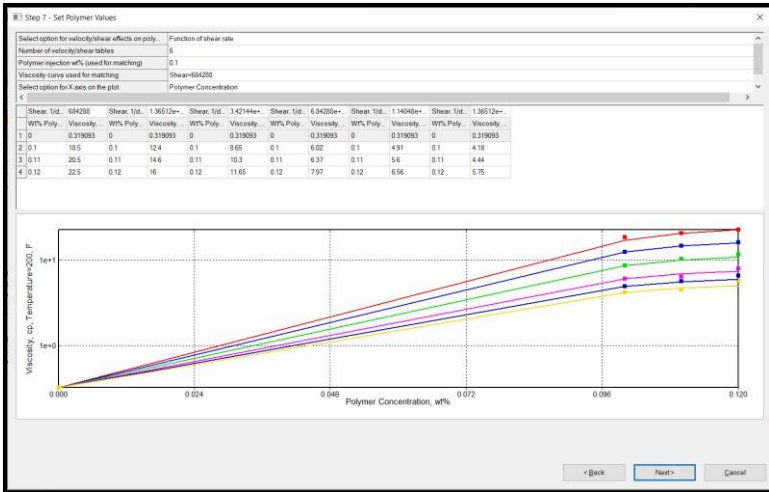 Step 7 - Set Polymer Values
Select option for velocity/shear effects on poly... Function of shear rate
Number of velocity/shear tables 6
Polymer injection wt% (used for matching) 0.1
Viscosity curve used for matching Shear=684288
Select option for X axis on the plot Polymer Concentration
Shear, 1/d... 684288 Shear, 1/d... 1.36512e+... Shear, 1/d... 3.42144e+... Shear, 1/d... 6.84288e+... Shear, 1/d... 1.14048e+... Shear, 1/d... 1.36512e+...
Wt% Poly... Viscosity, ... Wt% Poly... Viscosity, ... Wt% Poly... Viscosity, ... Wt% Poly... Viscosity, ... Wt% Poly... Viscosity, ... Wt% Poly... Viscosity, ...
1 0 0.319093 0 0.319093 0 0.319093 0 0.319093 0 0.319093 0 0.319093
2 0.1 18.5 0.1 12.4 0.1 8.65 0.1 6.02 0.1 4.91 0.1 4.18
3 0.11 20.5 0.11 14.6 0.11 10.3 0.11 6.37 0.11 5.6 0.11 4.44
4 0.12 22.5 0.12 16 0.12 11.65 0.12 7.97 0.12 6.56 0.12 5.75
Viscosity, cp, Temperature=200, F
1e+1
1e+0
0.000 0.024 0.048 0.072 0.096 0.120
Polymer Concentration, wt%
< Back Next > Cancel